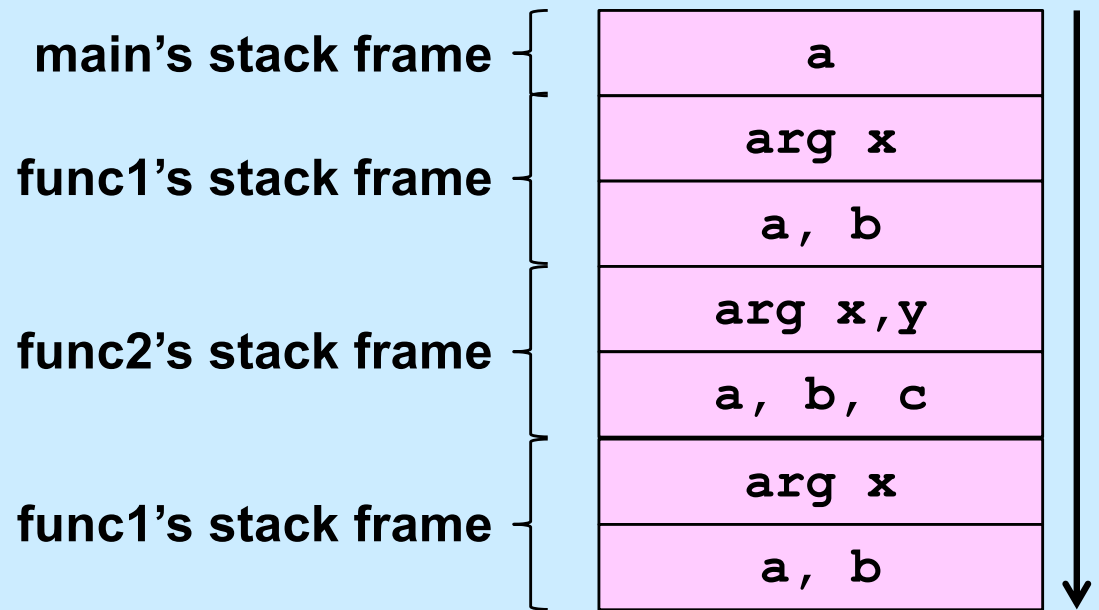 main’s stack frame
a
func1’s stack frame
arg x
a, b
func2’s stack frame
arg x,y
a, b, c
func1’s stack frame
arg x
a, b